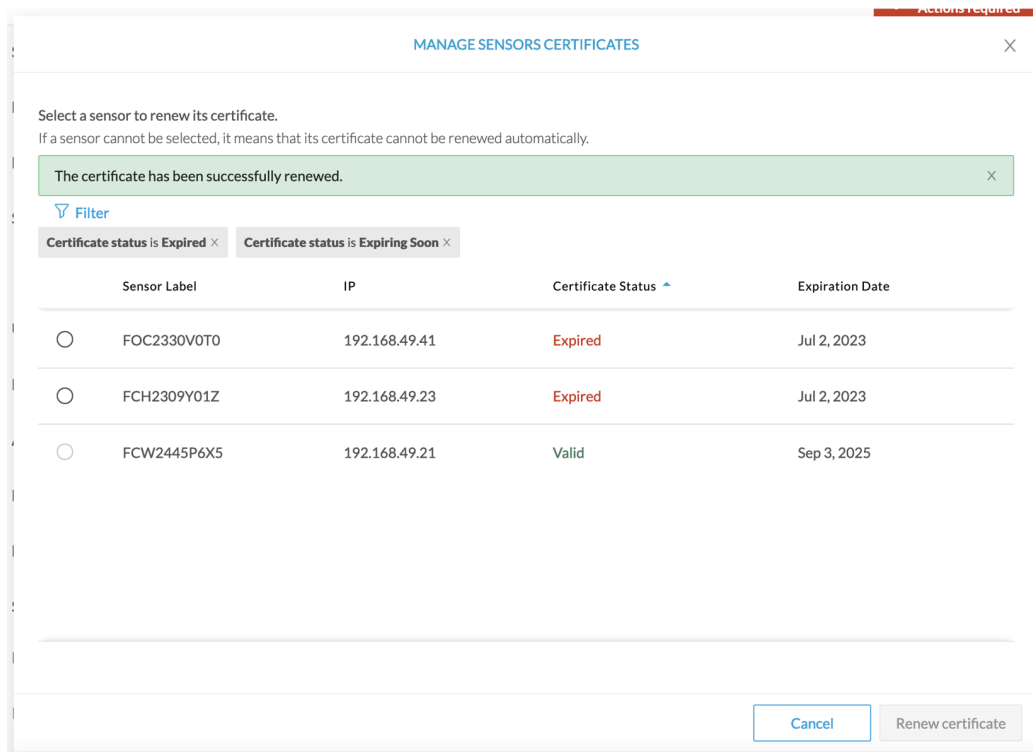 Actions required
MANAGE SENSORS CERTIFICATES
Select a sensor to renew its certificate.
If a sensor cannot be selected, it means that its certificate cannot be renewed automatically.
The certificate has been successfully renewed.
Filter
Certificate status is Expired × Certificate status is Expiring Soon ×
Sensor Label IP Certificate Status Expiration Date
FOC2330V0T0 192.168.49.41 Expired Jul 2, 2023
FCH2309Y01Z 192.168.49.23 Expired Jul 2, 2023
FCW2445P6X5 192.168.49.21 Valid Sep 3, 2025
Cancel Renew certificate